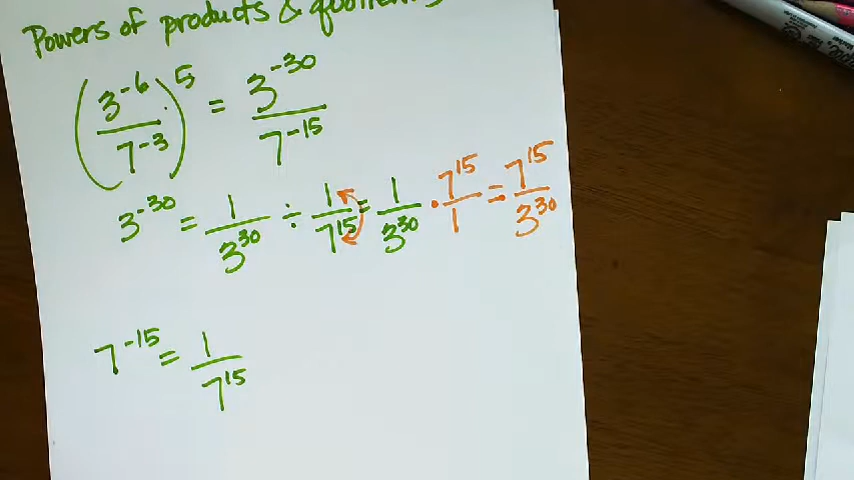 Powers of products & quotients
(3^-6 / 7^-3)^5 = 3^-30 / 7^-15
3^-30 = 1/3^30 ÷ 1/7^15 = 1/3^30 · 7^15/1 = 7^15/3^30
7^-15 = 1/7^15